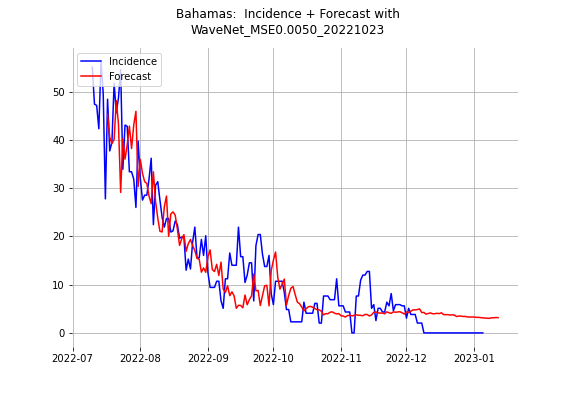 Bahamas:  Incidence + Forecast with
WaveNet_MSE0.0050_20221023
Incidence
Forecast
50
40
30
20
10
0
2022-07 2022-08 2022-09 2022-10 2022-11 2022-12 2023-01